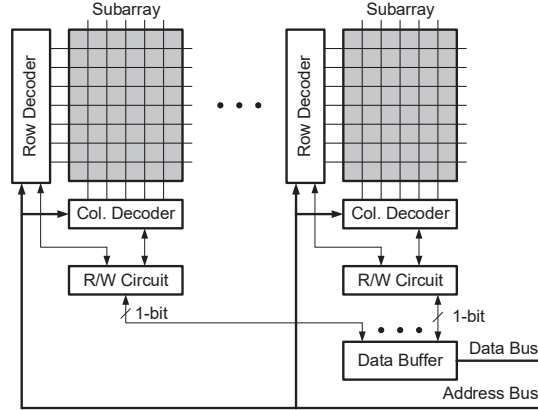 Subarray
Subarray
Row Decoder
Row Decoder
Col. Decoder
Col. Decoder
R/W Circuit
R/W Circuit
1-bit
1-bit
Data Buffer
Data Bus
Address Bus